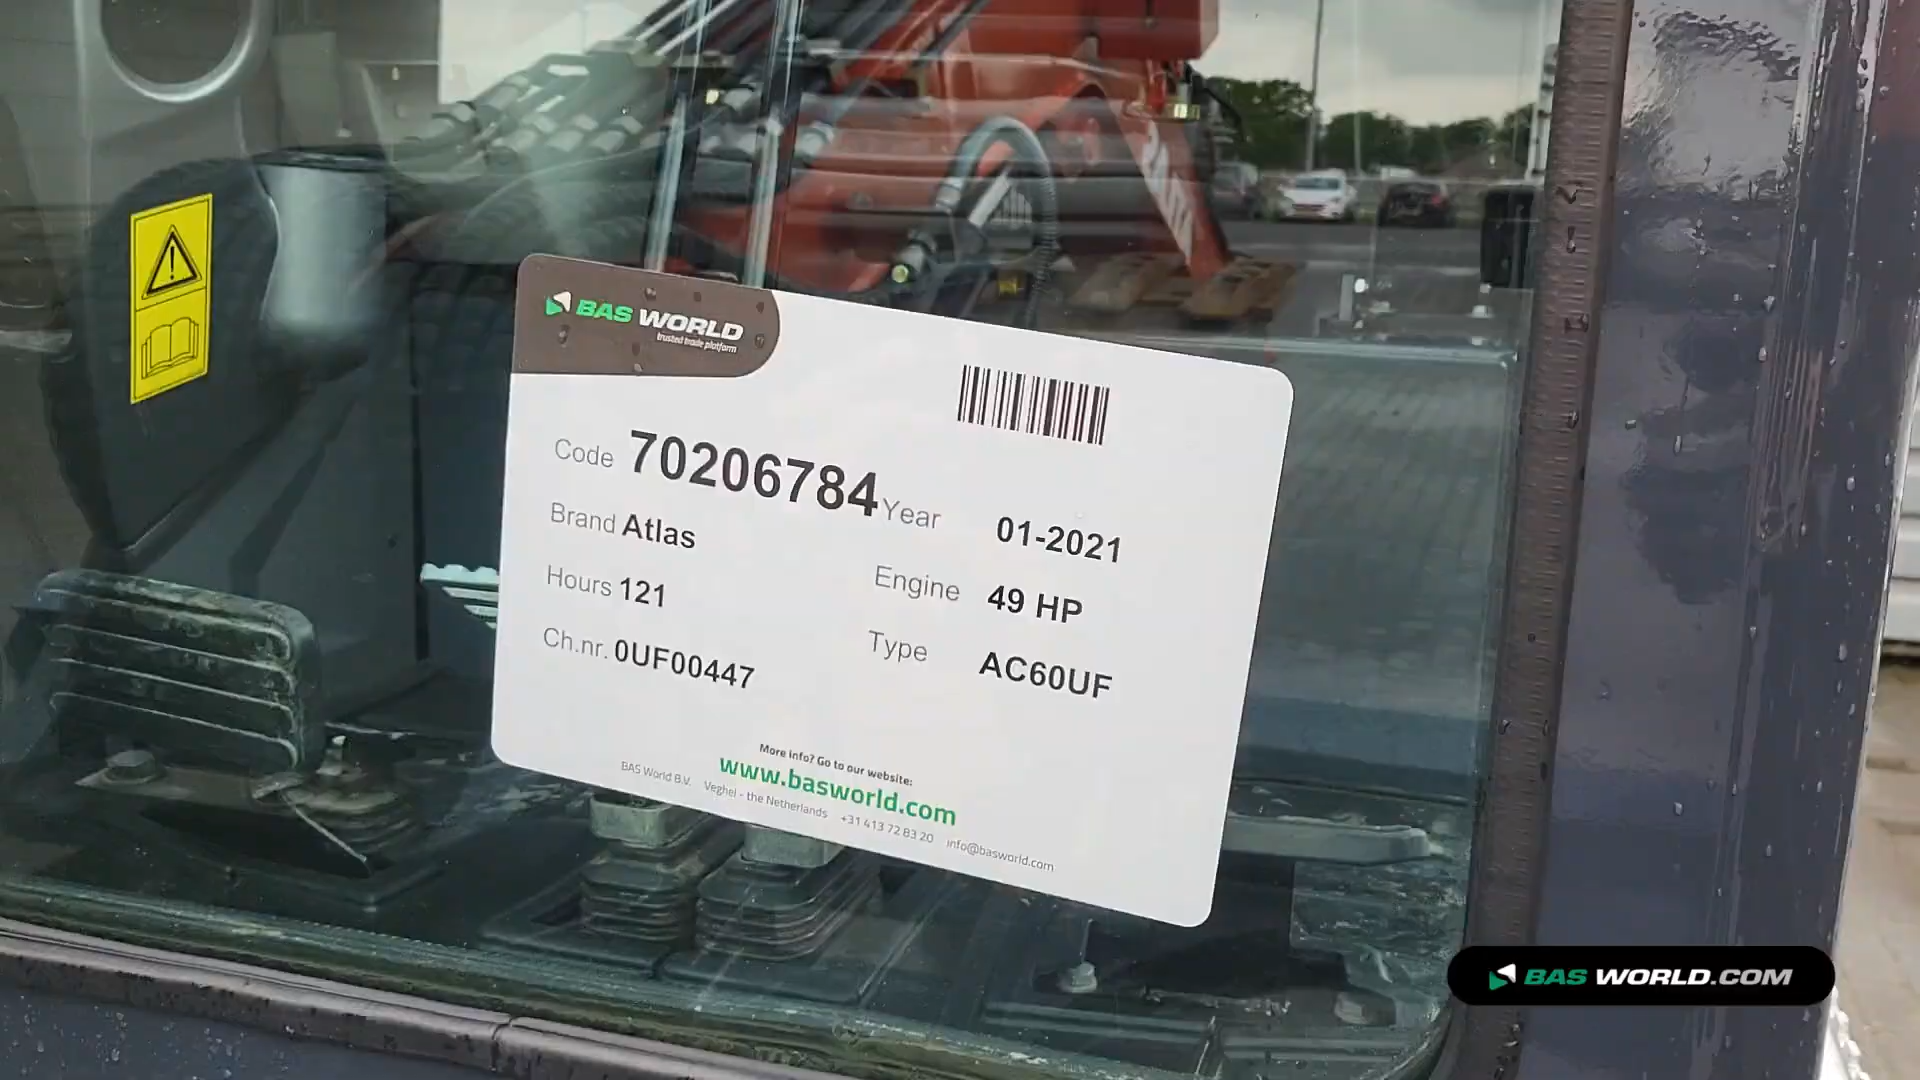 BAS WORLD
trusted trade platform
Code 70206784
Year 01-2021
Brand Atlas
Engine 49 HP
Hours 121
Type AC60UF
Ch.nr. 0UF00447
More info? Go to our website:
www.basworld.com
BAS World B.V. Veghel - the Netherlands +31 413 72 83 20 info@basworld.com
BAS WORLD.COM